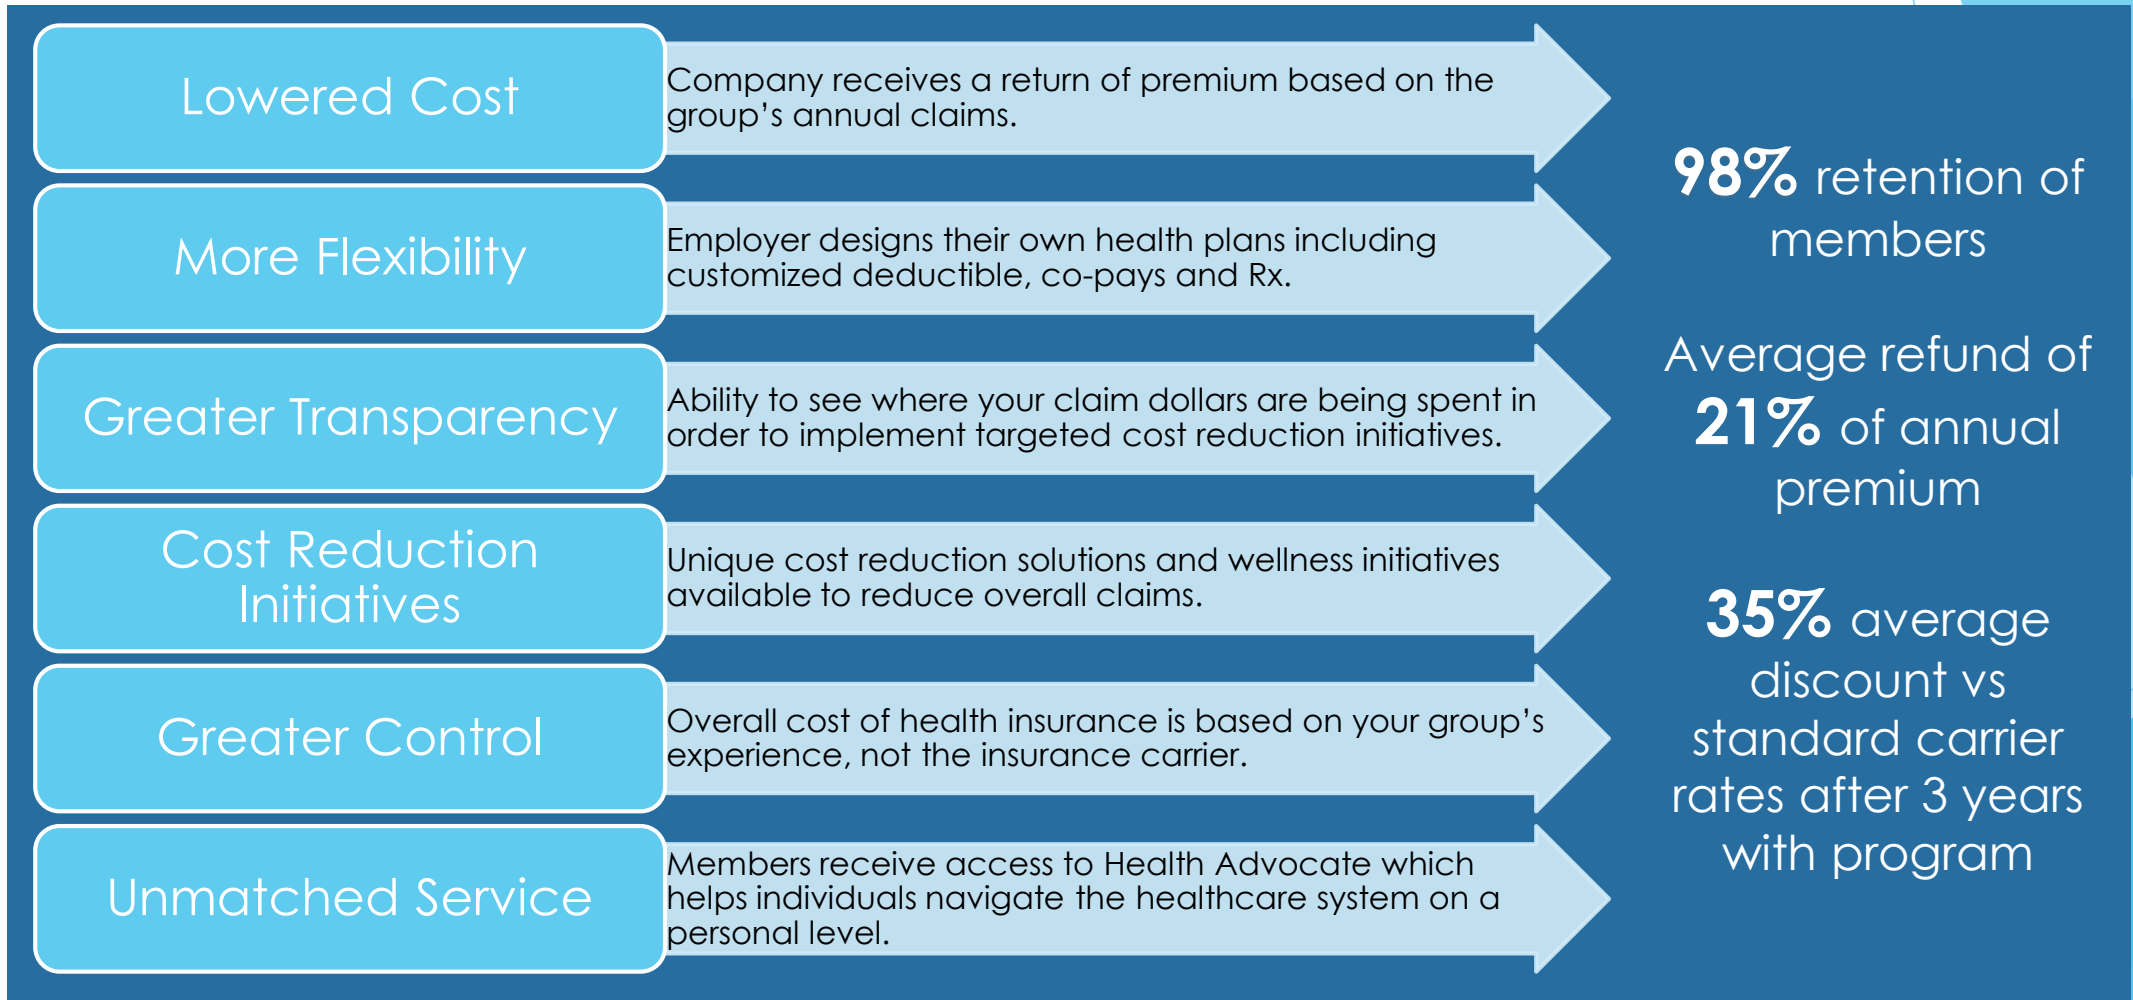 Lowered Cost
Company receives a return of premium based on the
group’s annual claims.
More Flexibility
Employer designs their own health plans including
customized deductible, co-pays and Rx.
Greater Transparency
Ability to see where your claim dollars are being spent in
order to implement targeted cost reduction initiatives.
Cost Reduction
Initiatives
Unique cost reduction solutions and wellness initiatives
available to reduce overall claims.
Greater Control
Overall cost of health insurance is based on your group’s
experience, not the insurance carrier.
Unmatched Service
Members receive access to Health Advocate which
helps individuals navigate the healthcare system on a
personal level.
98% retention of
members
Average refund of
21% of annual
premium
35% average
discount vs
standard carrier
rates after 3 years
with program